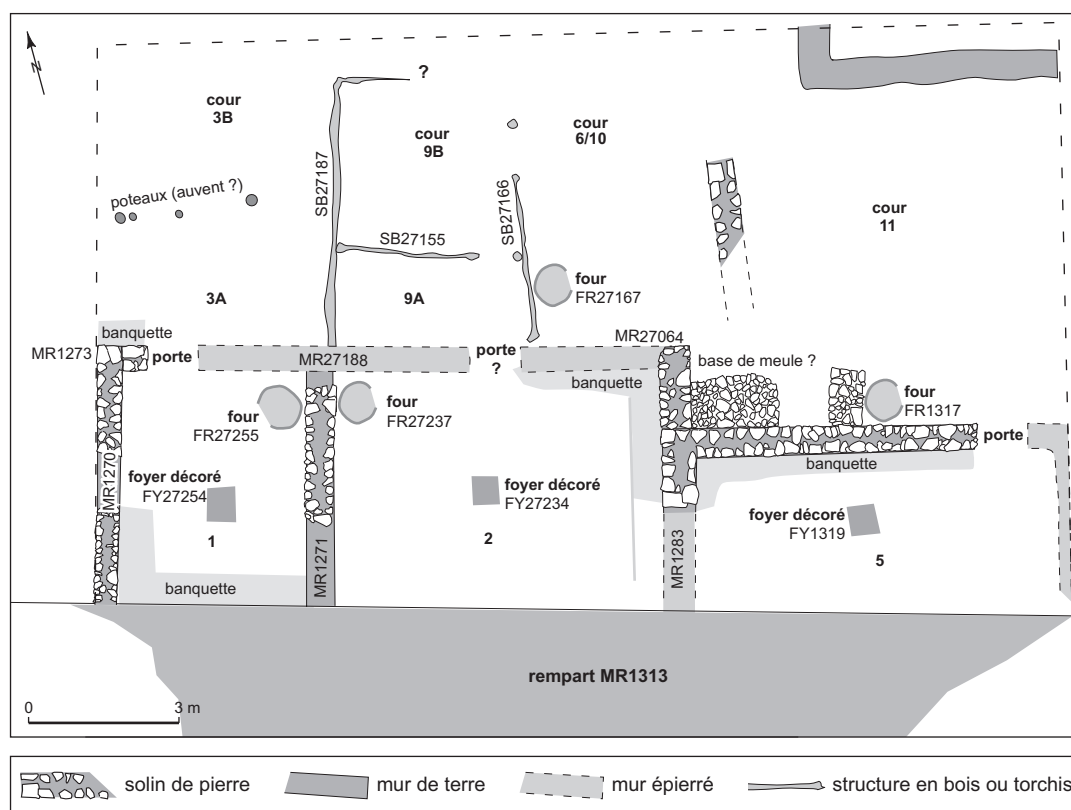 N
?
cour
3B
cour
9B
cour
6/10
cour
11
poteaux (auvent ?)
SB27187
SB27166
SB27155
3A
9A
four
FR27167
banquette
MR1273
porte
MR27188
porte
?
MR27064
banquette
base de meule ?
four
FR27255
four
FR27237
four
FR1317
porte
banquette
MR1270
foyer décoré
FY27254
foyer décoré
FY27234
foyer décoré
FY1319
1
2
5
MR1271
MR1283
banquette
rempart MR1313
0
3 m
solin de pierre
mur de terre
mur épierré
structure en bois ou torchis